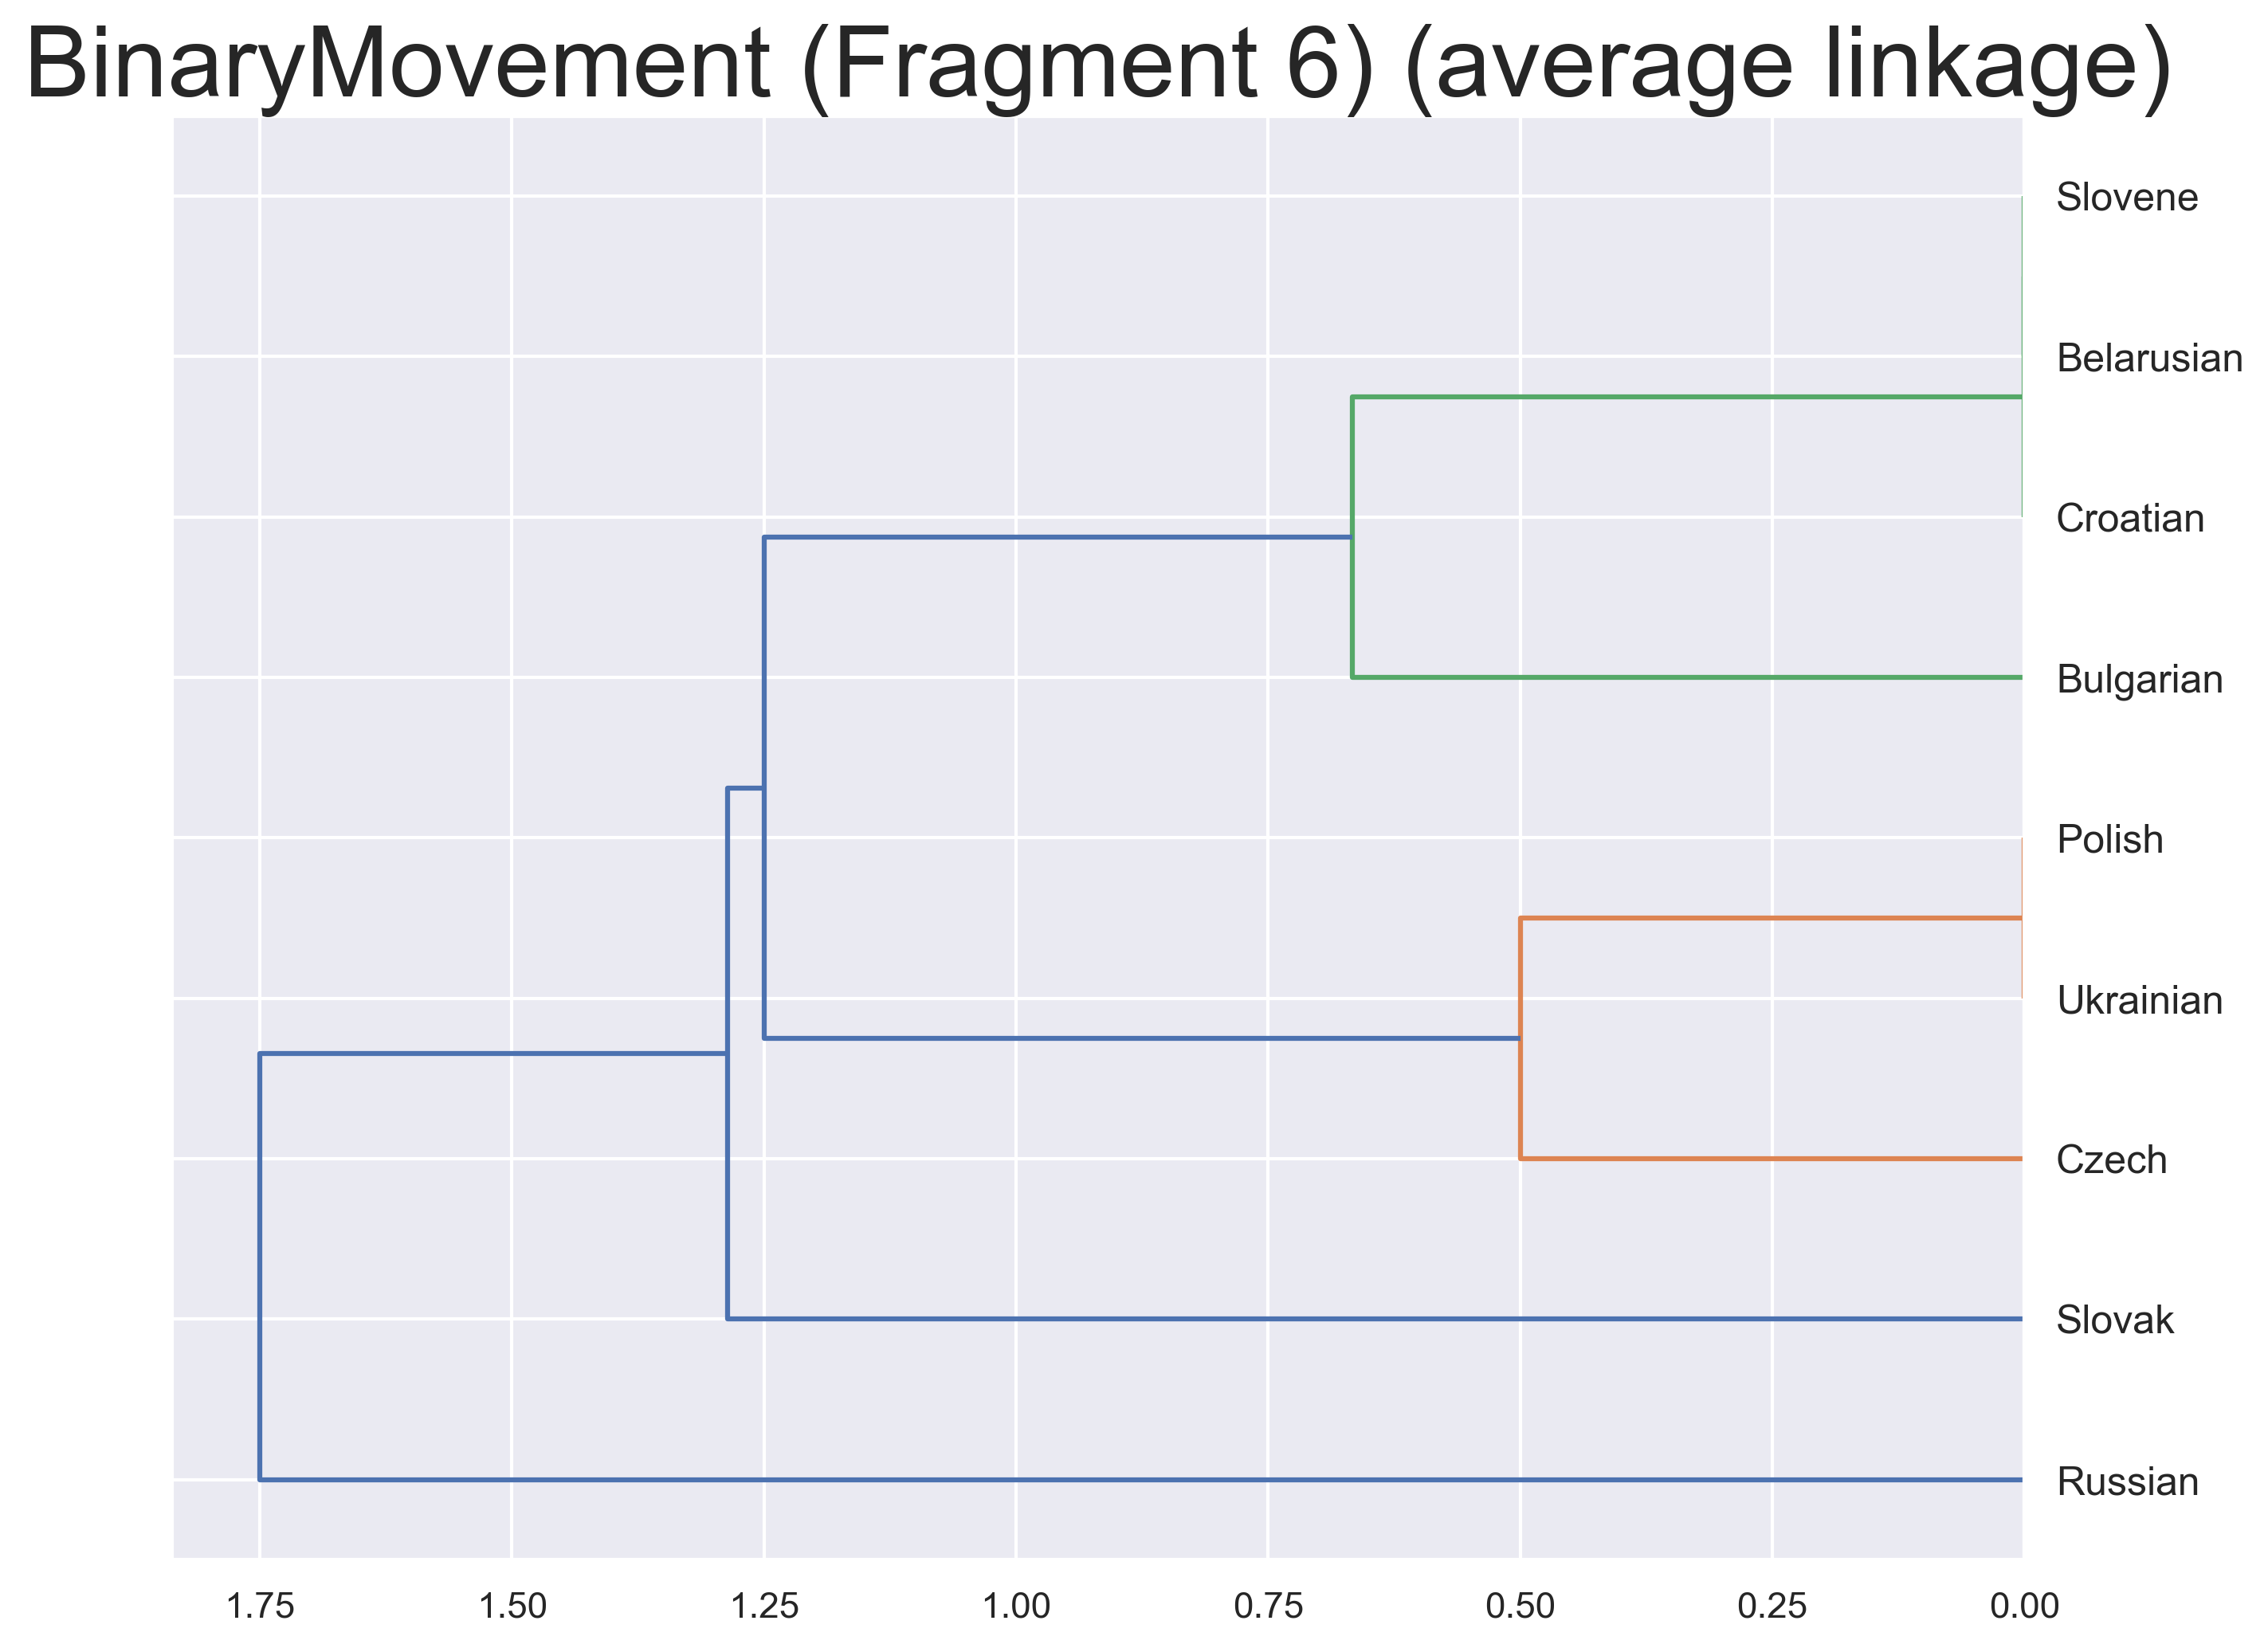 BinaryMovement (Fragment 6) (average linkage)
Slovene
Belarusian
Croatian
Bulgarian
Polish
Ukrainian
Czech
Slovak
Russian
1.75 1.50 1.25 1.00 0.75 0.50 0.25 0.00